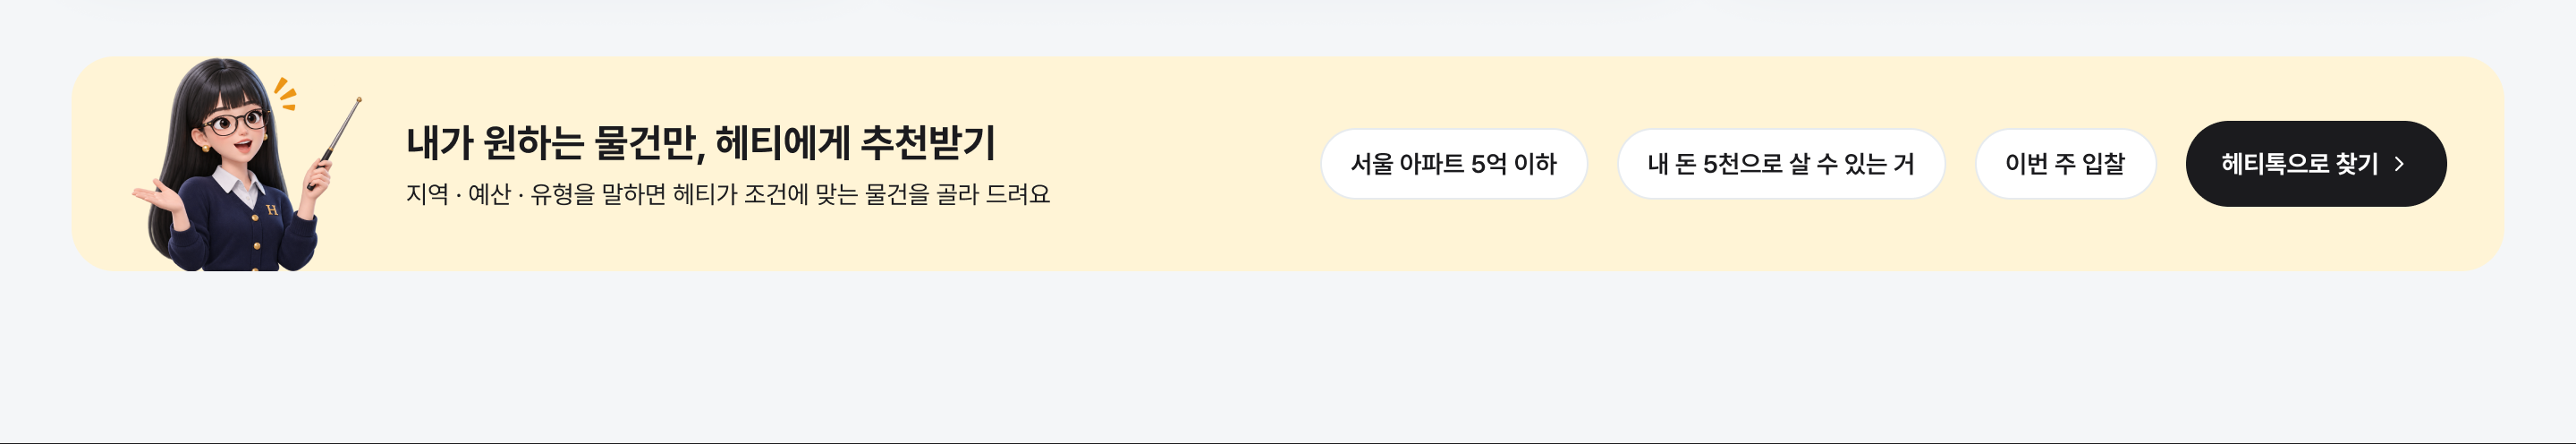 내가 원하는 물건만, 헤티에게 추천받기
지역 · 예산 · 유형을 말하면 헤티가 조건에 맞는 물건을 골라 드려요
서울 아파트 5억 이하
내 돈 5천으로 살 수 있는 거
이번 주 입찰
헤티톡으로 찾기
H